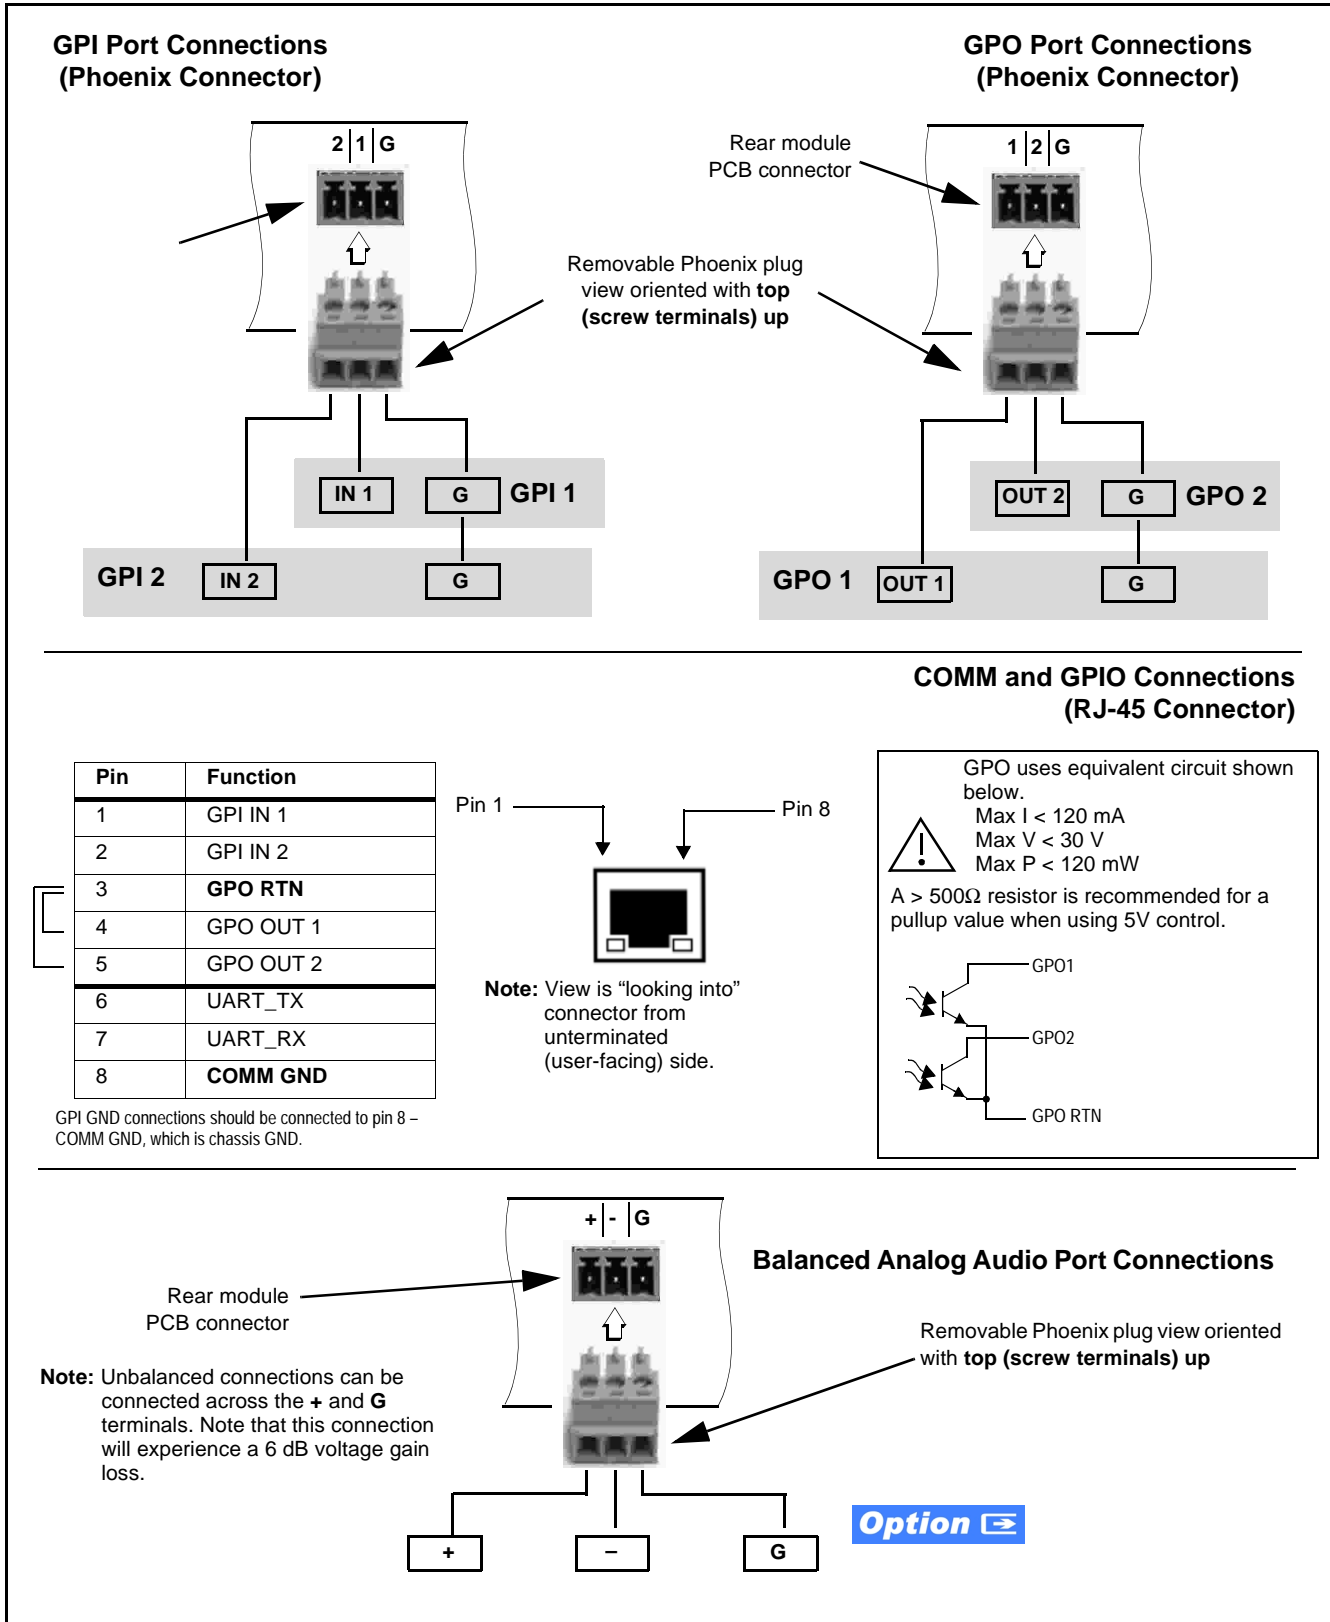 GPI Port Connections
(Phoenix Connector)
GPO Port Connections
(Phoenix Connector)
2 1 G
Rear module
PCB connector
1 2 G
Removable Phoenix plug
view oriented with top
(screw terminals) up
IN 1
G
GPI 1
GPI 2
IN 2
G
OUT 2
G
GPO 2
GPO 1
OUT 1
G
COMM and GPIO Connections
(RJ-45 Connector)
Pin Function
1 GPI IN 1
2 GPI IN 2
3 GPO RTN
4 GPO OUT 1
5 GPO OUT 2
6 UART_TX
7 UART_RX
8 COMM GND
GPI GND connections should be connected to pin 8 –
COMM GND, which is chassis GND.
Pin 1
Pin 8
Note: View is “looking into”
connector from
unterminated
(user-facing) side.
GPO uses equivalent circuit shown
below.
Max I < 120 mA
Max V < 30 V
Max P < 120 mW
A > 500Ω resistor is recommended for a
pullup value when using 5V control.
GPO1
GPO2
GPO RTN
+ - G
Balanced Analog Audio Port Connections
Rear module
PCB connector
Removable Phoenix plug view oriented
with top (screw terminals) up
Note: Unbalanced connections can be
connected across the + and G
terminals. Note that this connection
will experience a 6 dB voltage gain
loss.
+
–
G
Option